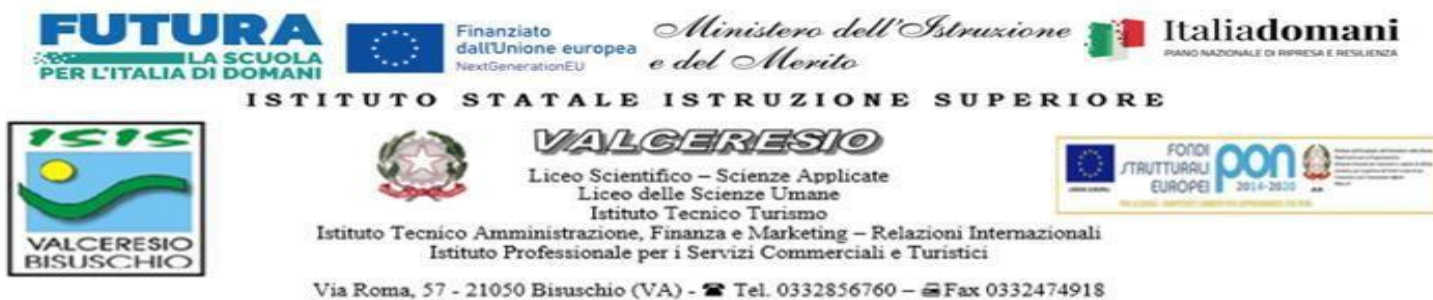 FUTURA
LA SCUOLA
PER L'ITALIA DI DOMANI
Finanziato
dall'Unione europea
NextGenerationEU
Ministero dell'Istruzione
e del Merito
Italiadomani
PIANO NAZIONALE DI RIPRESA E RESILIENZA
ISTITUTO STATALE ISTRUZIONE SUPERIORE
ISIS
VALCERESIO
BISUSCHIO
VALCERESIO
Liceo Scientifico – Scienze Applicate
Liceo delle Scienze Umane
Istituto Tecnico Turismo
Istituto Tecnico Amministrazione, Finanza e Marketing – Relazioni Internazionali
Istituto Professionale per i Servizi Commerciali e Turistici
FONDI
STRUTTURALI
EUROPEI
pon
2014-2020
Via Roma, 57 - 21050 Bisuschio (VA) - ☎ Tel. 0332856760 – 📠 Fax 0332474918